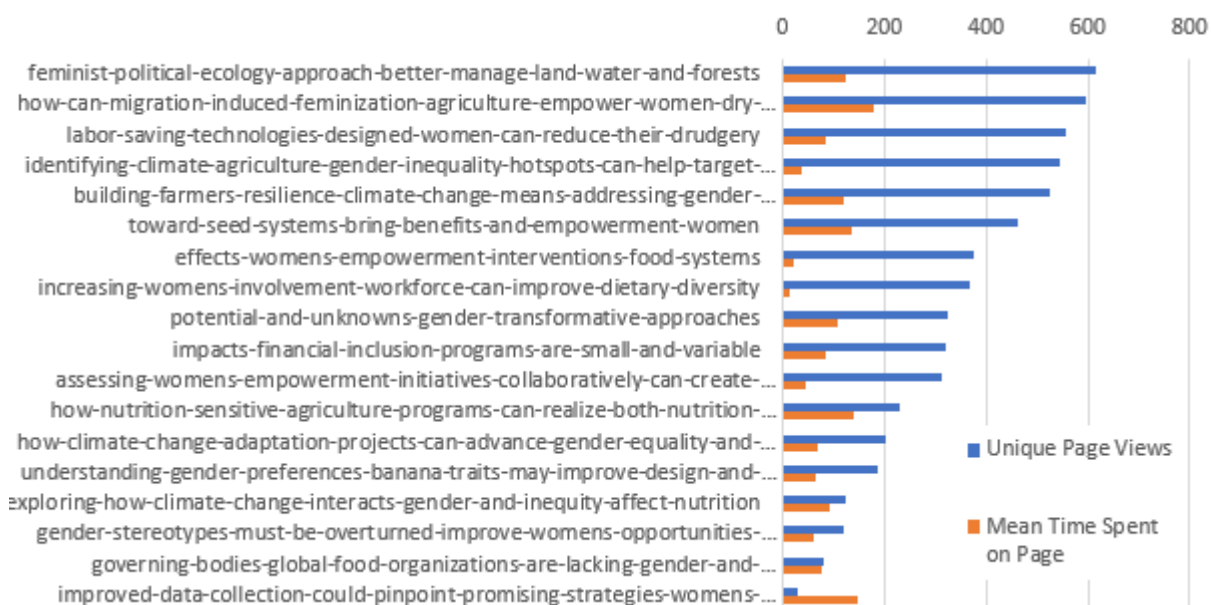 0 200 400 600 800
feminist-political-ecology-approach-better-manage-land-water-and-forests
how-can-migration-induced-feminization-agriculture-empower-women-dry-...
labor-saving-technologies-designed-women-can-reduce-their-drudgery
identifying-climate-agriculture-gender-inequality-hotspots-can-help-target-...
building-farmers-resilience-climate-change-means-addressing-gender-...
toward-seed-systems-bring-benefits-and-empowerment-women
effects-womens-empowerment-interventions-food-systems
increasing-womens-involvement-workforce-can-improve-dietary-diversity
potential-and-unknowns-gender-transformative-approaches
impacts-financial-inclusion-programs-are-small-and-variable
assessing-womens-empowerment-initiatives-collaboratively-can-create-...
how-nutrition-sensitive-agriculture-programs-can-realize-both-nutrition-...
how-climate-change-adaptation-projects-can-advance-gender-equality-and-...
understanding-gender-preferences-banana-traits-may-improve-design-and-...
exploring-how-climate-change-interacts-gender-and-inequity-affect-nutrition
gender-stereotypes-must-be-overturned-improve-womens-opportunities-...
governing-bodies-global-food-organizations-are-lacking-gender-and-...
improved-data-collection-could-pinpoint-promising-strategies-womens-...
Unique Page Views
Mean Time Spent
on Page